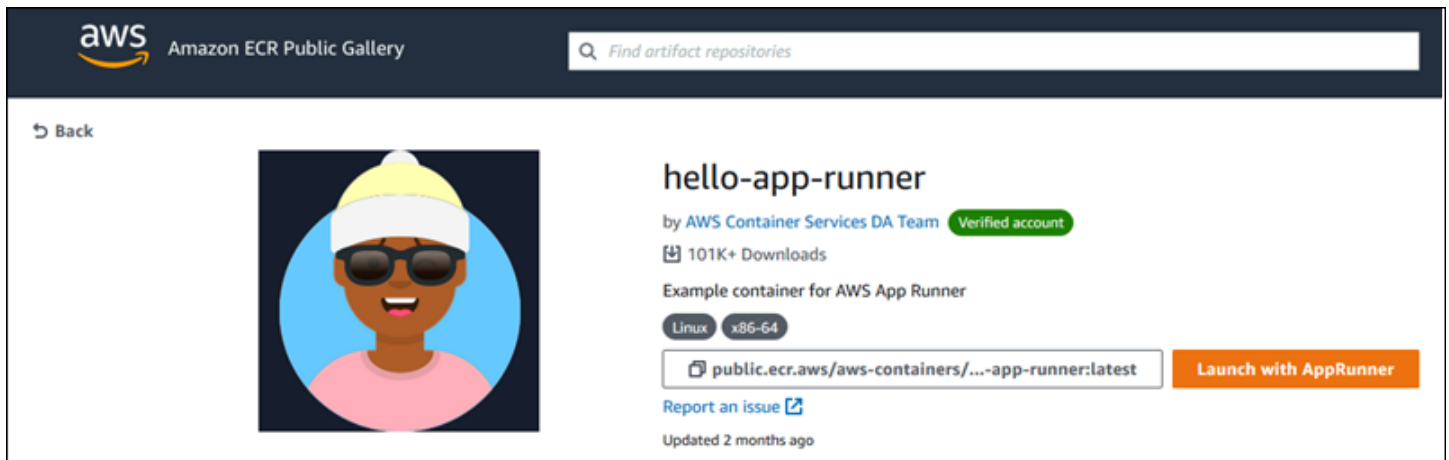 aws
Amazon ECR Public Gallery
Find artifact repositories
Back
hello-app-runner
by AWS Container Services DA Team Verified account
101K+ Downloads
Example container for AWS App Runner
Linux x86-64
public.ecr.aws/aws-containers/...-app-runner:latest Launch with AppRunner
Report an issue
Updated 2 months ago